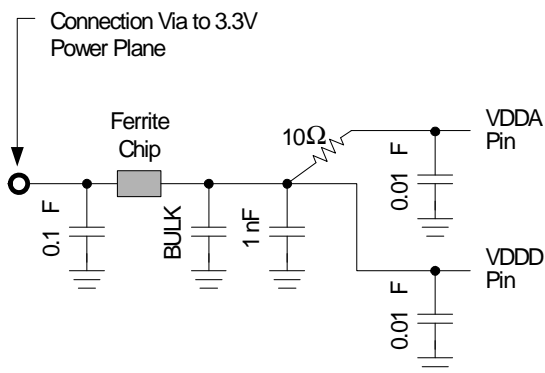 Connection Via to 3.3V
Power Plane
Ferrite
Chip
10Ω
VDDA
Pin
0.1 F
BULK
1 nF
0.01 F
VDDD
Pin
0.01 F